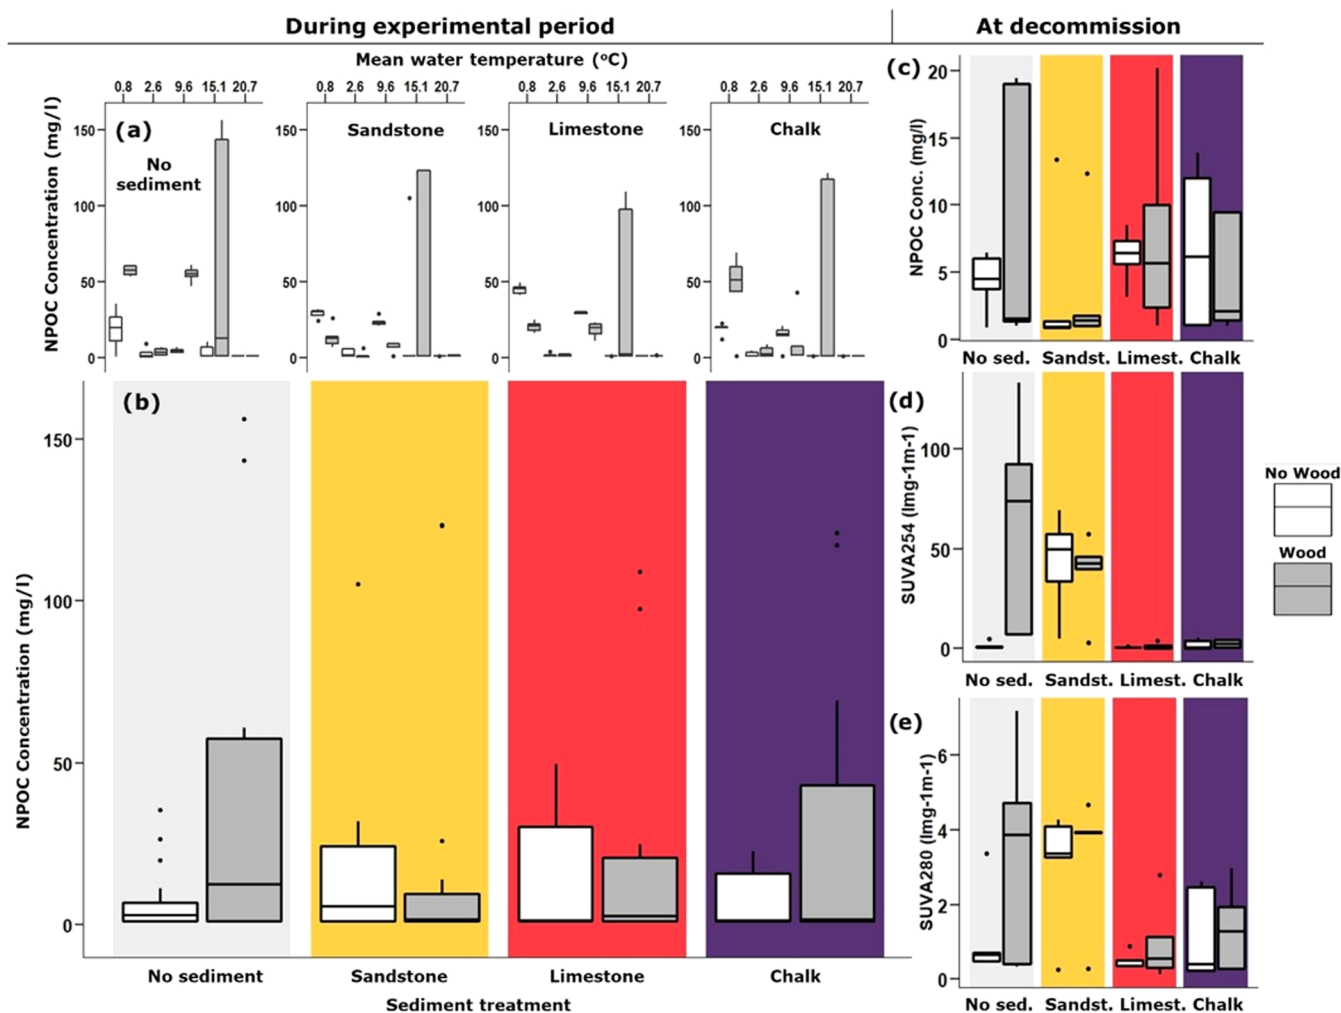 During experimental period
At decommission
Mean water temperature (ºC)
0.8 2.6 9.6 15.1 20.7
0.8 2.6 9.6 15.1 20.7
0.8 2.6 9.6 15.1 20.7
0.8 2.6 9.6 15.1 20.7
NPOC Concentration (mg/l)
150
100
50
0
(a)
No
sediment
150
100
50
0
Sandstone
150
100
50
0
Limestone
150
100
50
0
Chalk
(b)
NPOC Concentration (mg/l)
150
100
50
0
No sediment Sandstone Limestone Chalk
Sediment treatment
(c)
NPOC Conc. (mg/l)
20
15
10
5
0
No sed. Sandst. Limest. Chalk
(d)
SUVA254 (lmg-1m-1)
100
50
0
No sed. Sandst. Limest. Chalk
(e)
SUVA280 (lmg-1m-1)
6
4
2
0
No sed. Sandst. Limest. Chalk
No Wood
Wood